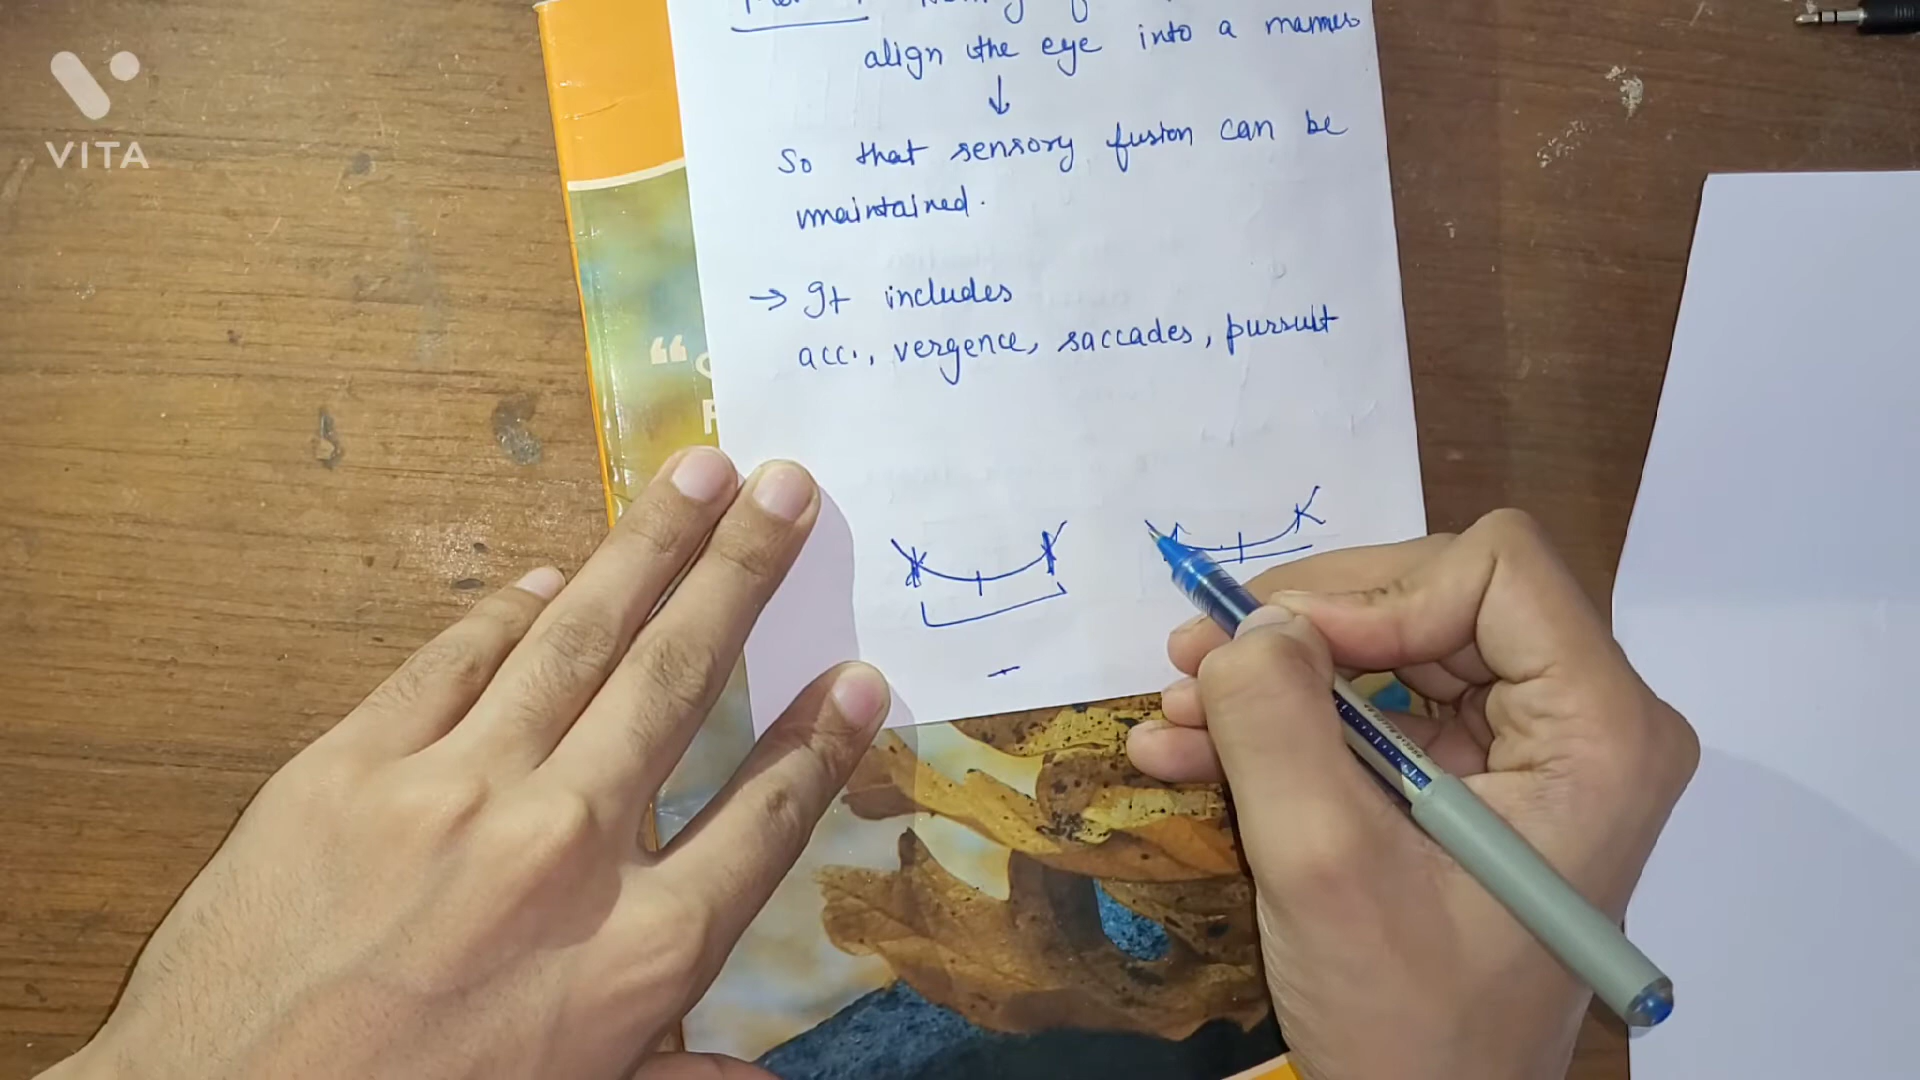 VITA
align the eye into a manner
↓
So that sensory fusion can be
maintained.
→ It includes
acc., vergence, saccades, pursuit
“